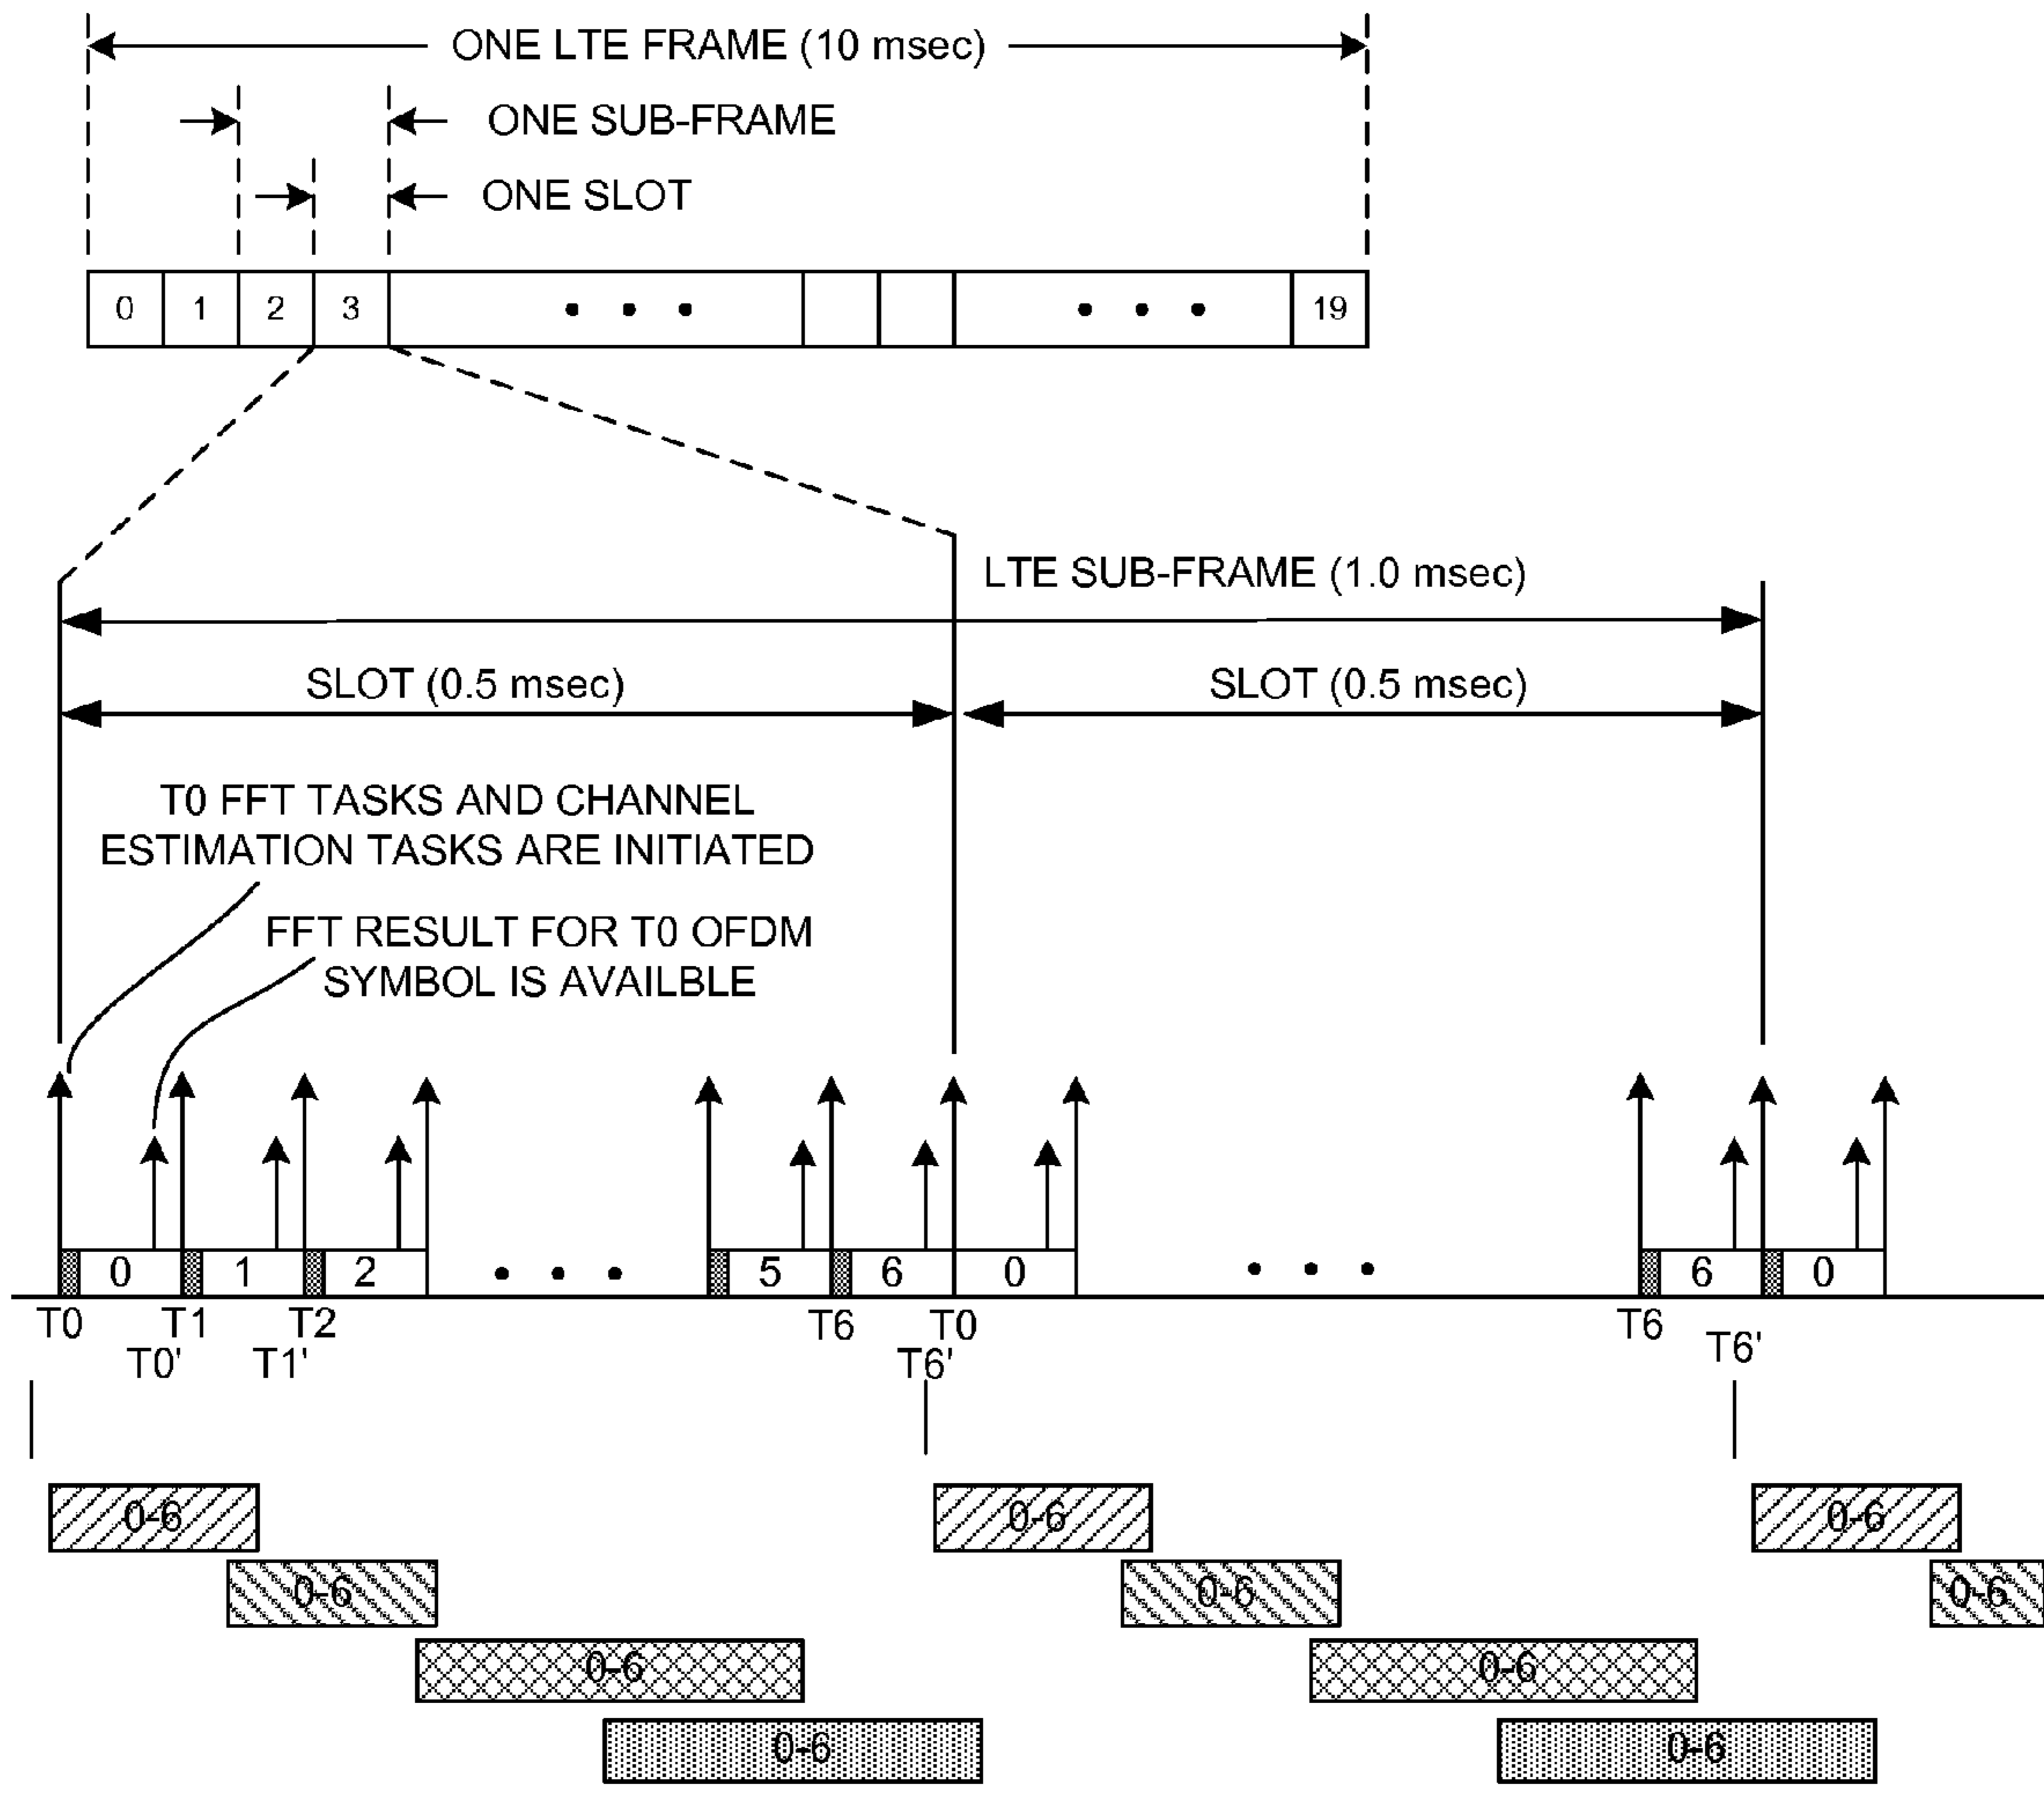 ONE LTE FRAME (10 msec)
ONE SUB-FRAME
ONE SLOT
0 1 2 3 • • • • • • 19
LTE SUB-FRAME (1.0 msec)
SLOT (0.5 msec) SLOT (0.5 msec)
T0 FFT TASKS AND CHANNEL
ESTIMATION TASKS ARE INITIATED
FFT RESULT FOR T0 OFDM
SYMBOL IS AVAILBLE
0 1 2 • • • 5 6 0 • • • 6 0
T0 T1 T2 T6 T0 T6
T0' T1' T6' T6'
0-6 0-6 0-6
0-6 0-6 0-6
0-6 0-6
0-6 0-6